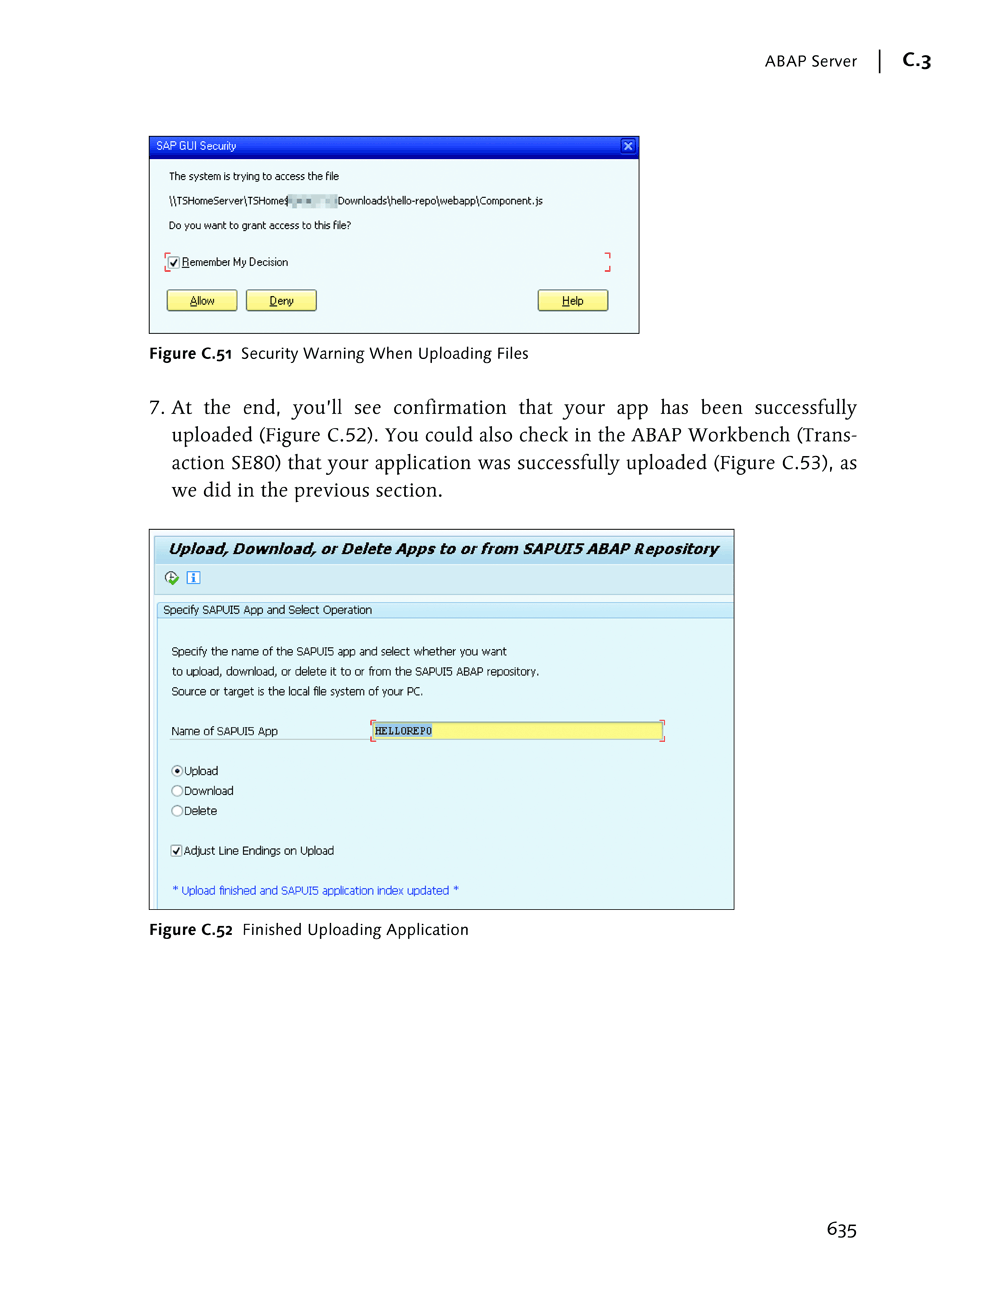 ABAP Server | C.3
SAP GUI Security
The system is trying to access the file
\\TSHomeServer\TSHome$ Downloads\hello-repo\webapp\Component.js
Do you want to grant access to this file?
Remember My Decision
Allow Deny Help
Figure C.51 Security Warning When Uploading Files
7. At the end, you'll see confirmation that your app has been successfully
uploaded (Figure C.52). You could also check in the ABAP Workbench (Trans-
action SE80) that your application was successfully uploaded (Figure C.53), as
we did in the previous section.
Upload, Download, or Delete Apps to or from SAPUI5 ABAP Repository
Specify SAPUI5 App and Select Operation
Specify the name of the SAPUI5 app and select whether you want
to upload, download, or delete it to or from the SAPUI5 ABAP repository.
Source or target is the local file system of your PC.
Name of SAPUI5 App HELLOREPO
Upload
Download
Delete
Adjust Line Endings on Upload
* Upload finished and SAPUI5 application index updated *
Figure C.52 Finished Uploading Application
635